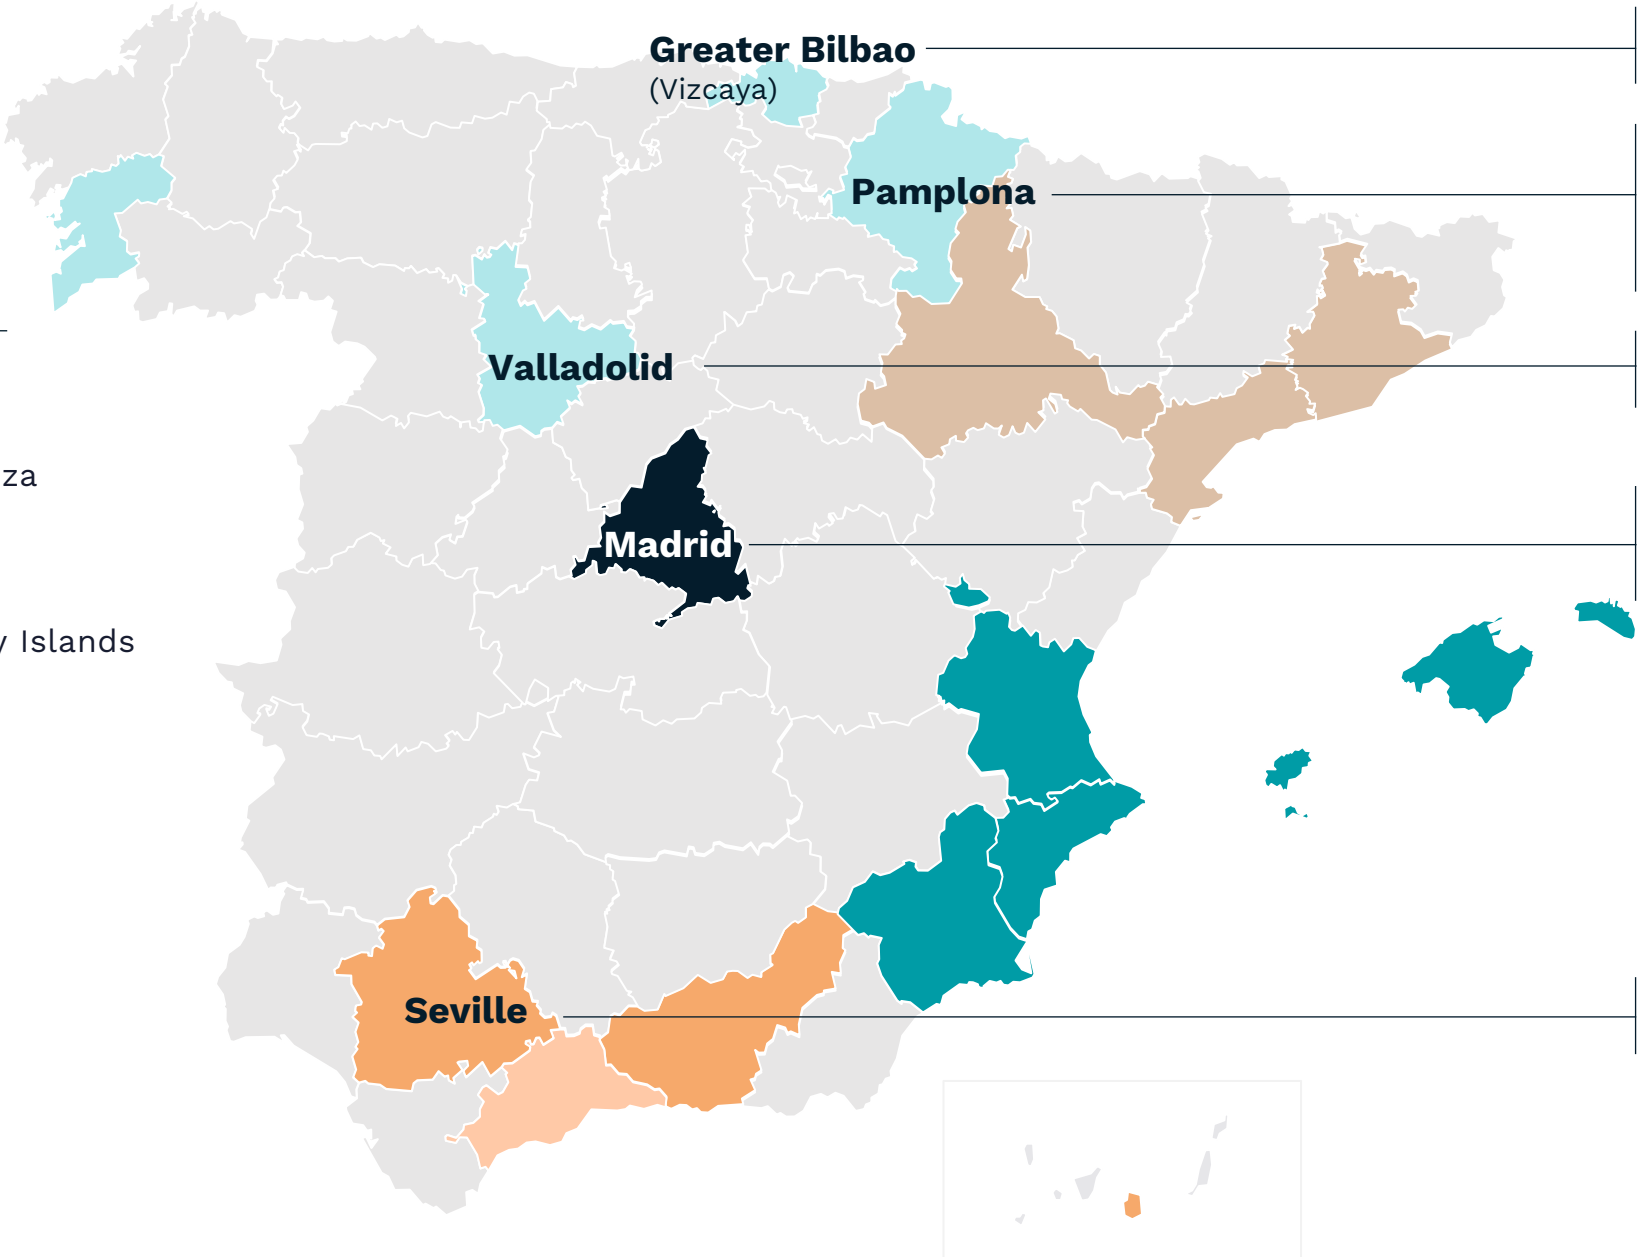 Greater Bilbao
(Vizcaya)
Pamplona
Valladolid
za
Madrid
y Islands
Seville